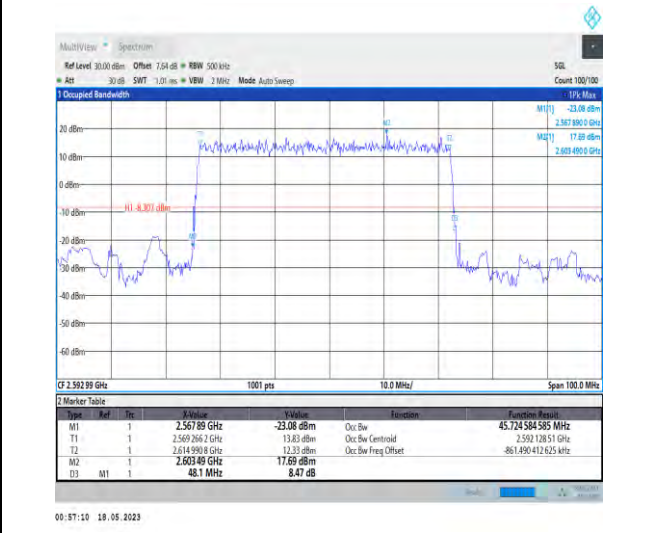 MultiView Spectrum
Ref Level 30.00 dBm Offset 7.64 dB RBW 500 kHz SGL
Att 30 dB SWT 1.01 ms VBW 2 MHz Mode Auto Sweep Count 100/100
1 Occupied Bandwidth 1Pk Max
M1[1] -23.08 dBm
2.567 890 0 GHz
M2[1] 17.69 dBm
2.603 490 0 GHz
20 dBm
10 dBm
0 dBm
H1 -8.303 dBm
-10 dBm
-20 dBm
-30 dBm
-40 dBm
-50 dBm
-60 dBm
CF 2.592 99 GHz 1001 pts 10.0 MHz/ Span 100.0 MHz
2 Marker Table
Type Ref Trc X-Value Y-Value Function Function Result
M1 1 2.567 89 GHz -23.08 dBm Occ Bw 45.724 584 585 MHz
T1 1 2.569 266 2 GHz 13.83 dBm Occ Bw Centroid 2.592 128 51 GHz
T2 1 2.614 990 8 GHz 12.33 dBm Occ Bw Freq Offset -861.490 412 625 kHz
M2 1 2.603 49 GHz 17.69 dBm
D3 M1 1 48.1 MHz 8.47 dB
00:57:10 18.05.2023